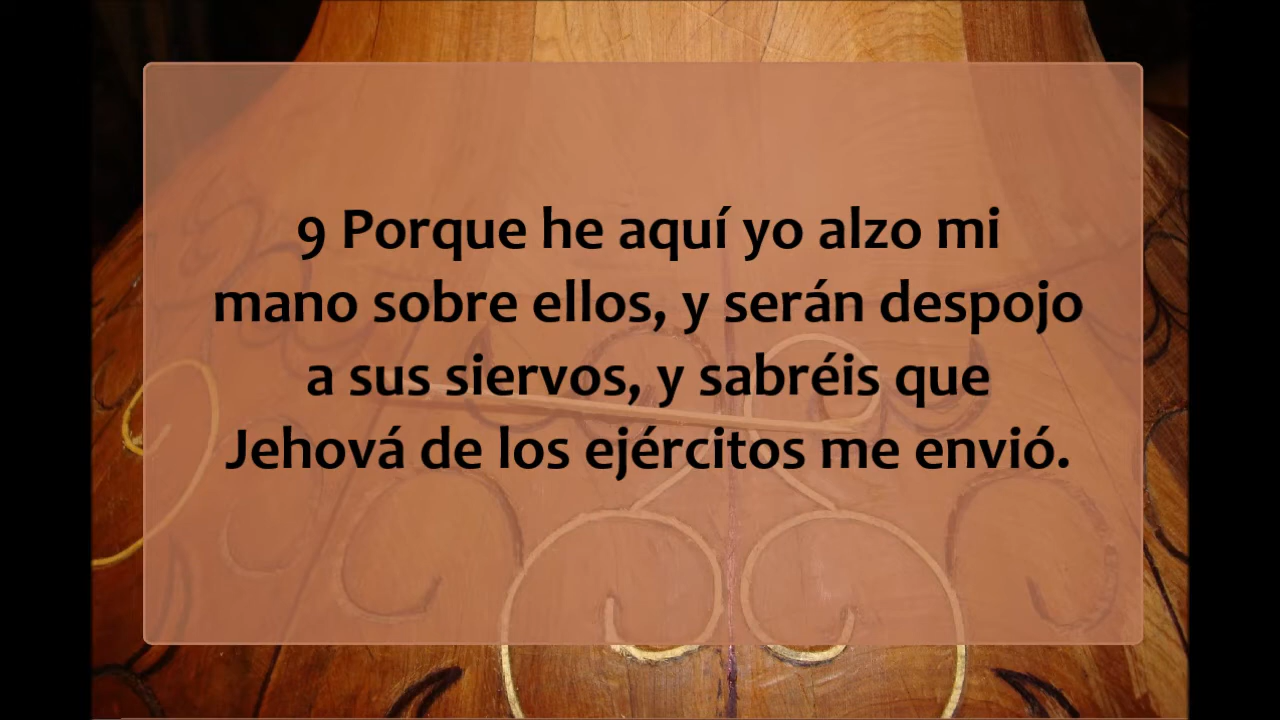 9 Porque he aquí yo alzo mi
mano sobre ellos, y serán despojo
a sus siervos, y sabréis que
Jehová de los ejércitos me envió.